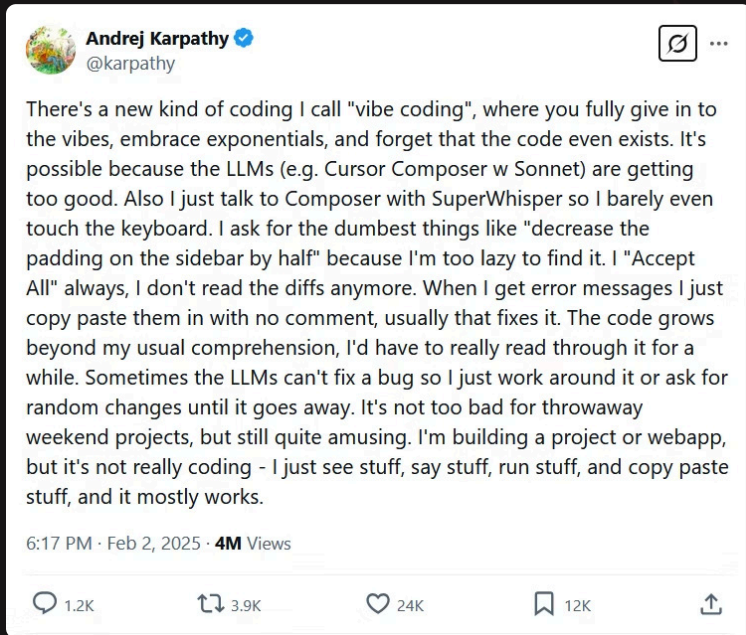 Andrej Karpathy
@karpathy
There's a new kind of coding I call "vibe coding", where you fully give in to
the vibes, embrace exponentials, and forget that the code even exists. It's
possible because the LLMs (e.g. Cursor Composer w Sonnet) are getting
too good. Also I just talk to Composer with SuperWhisper so I barely even
touch the keyboard. I ask for the dumbest things like "decrease the
padding on the sidebar by half" because I'm too lazy to find it. I "Accept
All" always, I don't read the diffs anymore. When I get error messages I just
copy paste them in with no comment, usually that fixes it. The code grows
beyond my usual comprehension, I'd have to really read through it for a
while. Sometimes the LLMs can't fix a bug so I just work around it or ask for
random changes until it goes away. It's not too bad for throwaway
weekend projects, but still quite amusing. I'm building a project or webapp,
but it's not really coding - I just see stuff, say stuff, run stuff, and copy paste
stuff, and it mostly works.
6:17 PM · Feb 2, 2025 · 4M Views
1.2K 3.9K 24K 12K